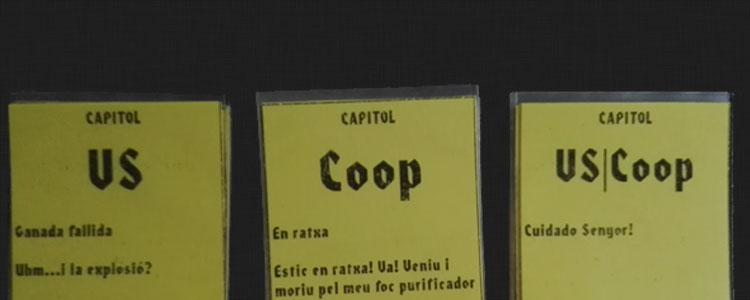 CAPITOL
US
Ganada fallida
Uhm...i la explosió?
CAPITOL
Coop
En ratxa
Estic en ratxa! Va! Veniu i
moriu pel meu foc purificador
CAPITOL
US|Coop
Cuidado Senyor!